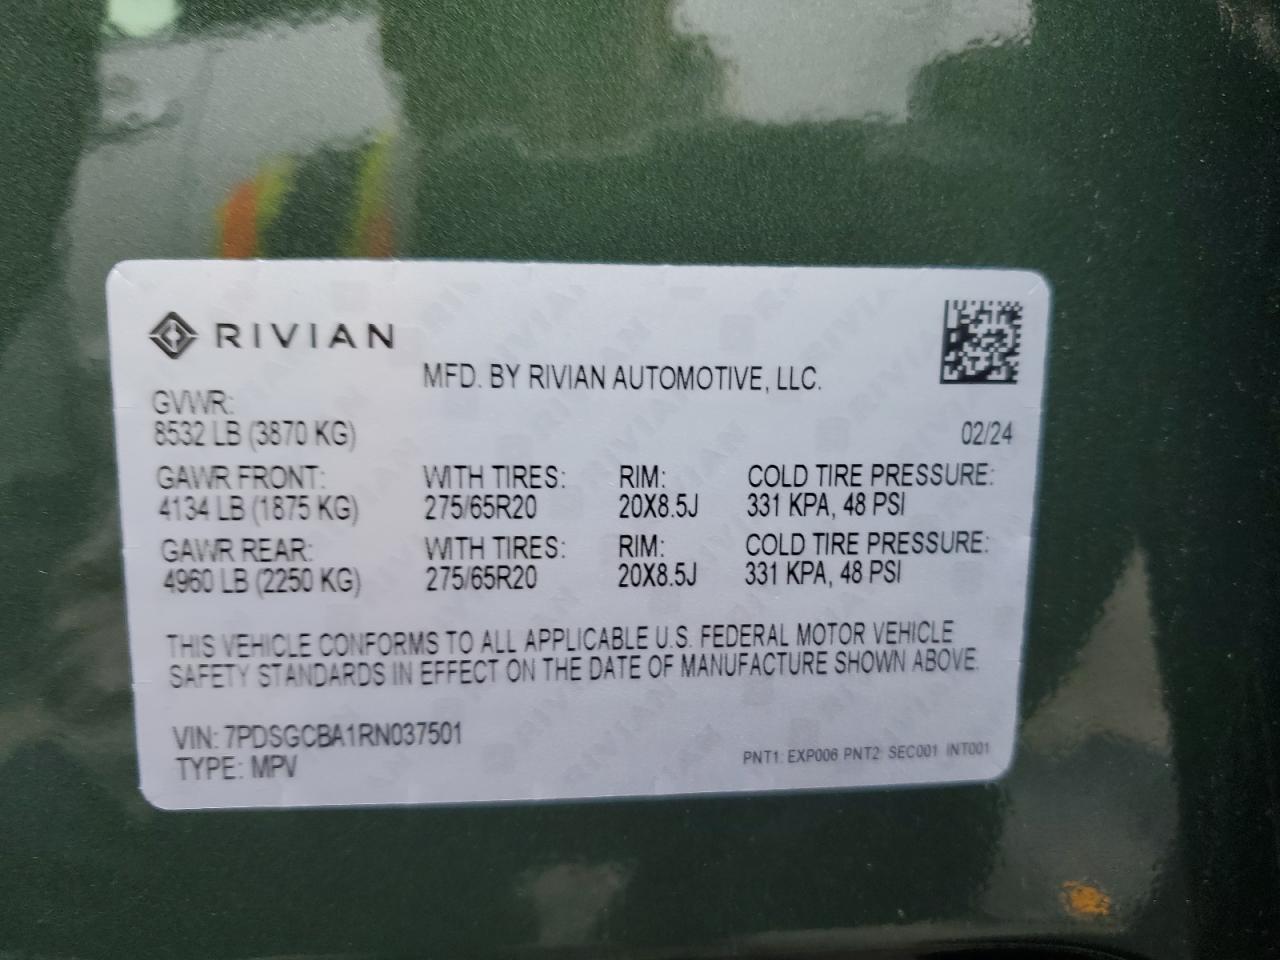 RIVIAN
MFD. BY RIVIAN AUTOMOTIVE, LLC.
GVWR:
8532 LB (3870 KG)
02/24
GAWR FRONT: WITH TIRES: RIM: COLD TIRE PRESSURE:
4134 LB (1875 KG) 275/65R20 20X8.5J 331 KPA, 48 PSI
GAWR REAR: WITH TIRES: RIM: COLD TIRE PRESSURE:
4960 LB (2250 KG) 275/65R20 20X8.5J 331 KPA, 48 PSI
THIS VEHICLE CONFORMS TO ALL APPLICABLE U.S. FEDERAL MOTOR VEHICLE
SAFETY STANDARDS IN EFFECT ON THE DATE OF MANUFACTURE SHOWN ABOVE.
VIN: 7PDSGCBA1RN037501
TYPE: MPV
PNT1: EXP006 PNT2: SEC001 INT001